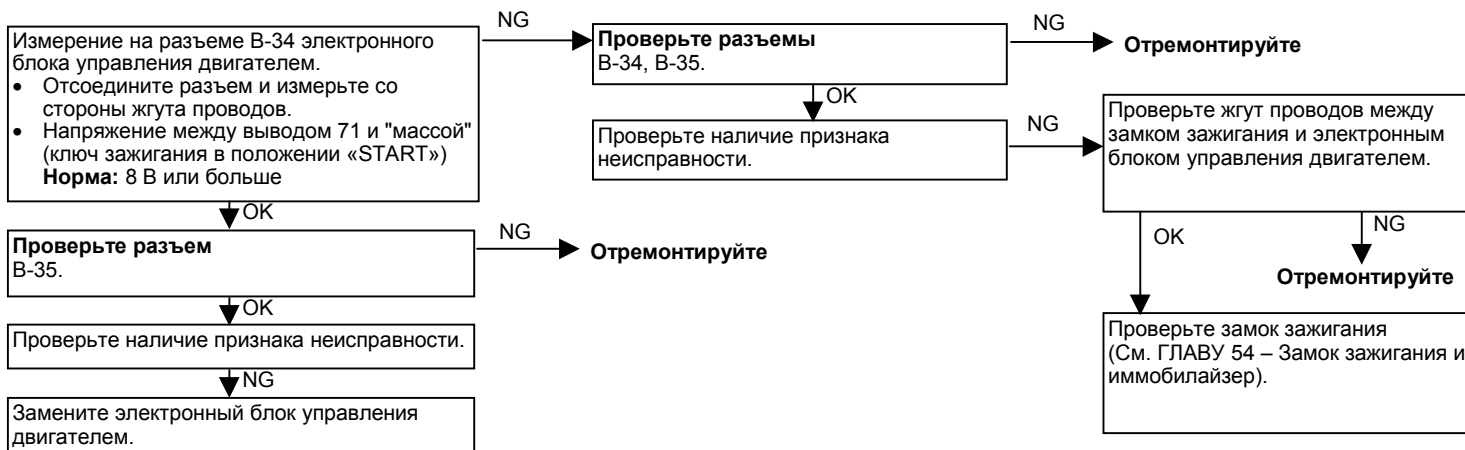 Измерение на разъеме В-34 электронного
блока управления двигателем.
• Отсоедините разъем и измерьте со
стороны жгута проводов.
• Напряжение между выводом 71 и "массой"
(ключ зажигания в положении «START»)
Норма: 8 В или больше
NG
Проверьте разъемы
В-34, В-35.
NG
Отремонтируйте
OK
Проверьте наличие признака
неисправности.
NG
Проверьте жгут проводов между
замком зажигания и электронным
блоком управления двигателем.
OK
NG
Отремонтируйте
Проверьте замок зажигания
(См. ГЛАВУ 54 – Замок зажигания и
иммобилайзер).
OK
Проверьте разъем
В-35.
NG
Отремонтируйте
OK
Проверьте наличие признака неисправности.
NG
Замените электронный блок управления
двигателем.